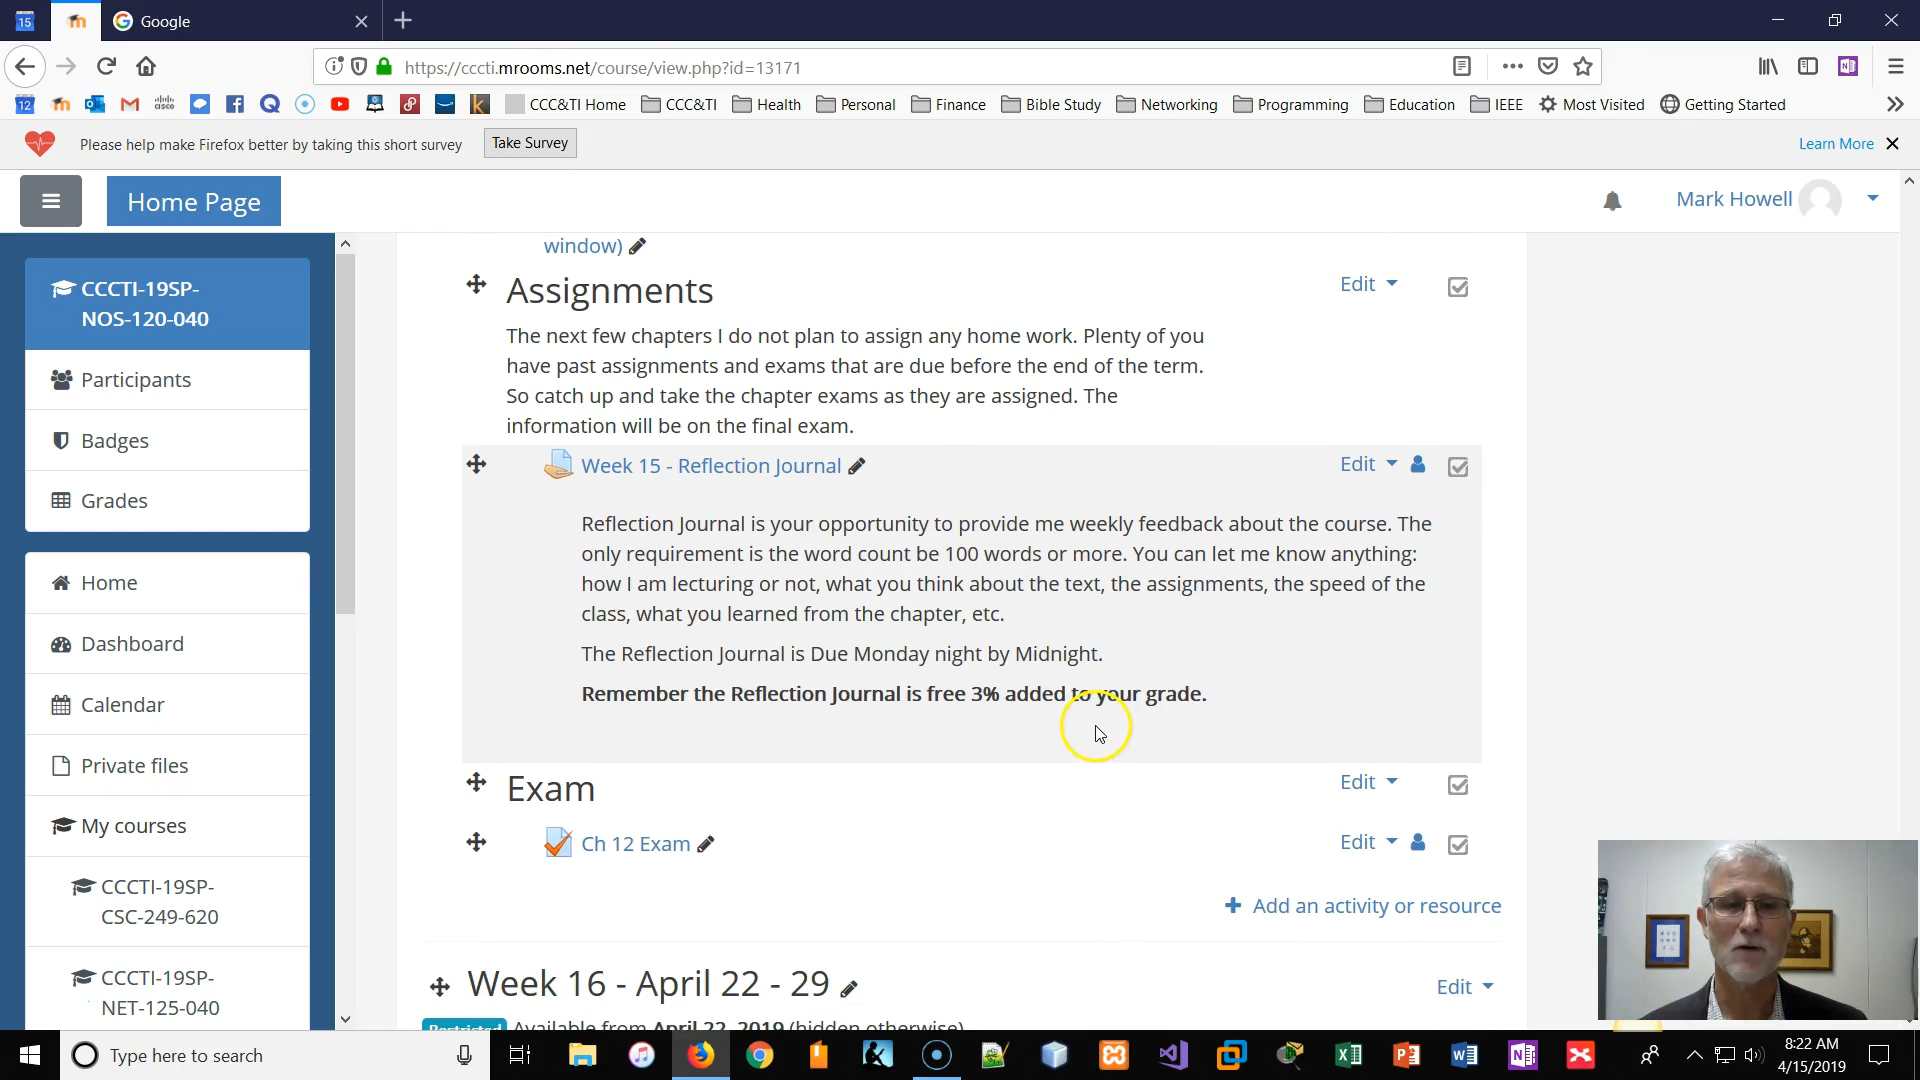 15
Google
https://cccti.mrooms.net/course/view.php?id=13171
12
CCC&TI Home
CCC&TI
Health
Personal
Finance
Bible Study
Networking
Programming
Education
IEEE
Most Visited
Getting Started
Please help make Firefox better by taking this short survey
Take Survey
Learn More
Home Page
Mark Howell
CCCTI-19SP-
NOS-120-040
Participants
Badges
Grades
Home
Dashboard
Calendar
Private files
My courses
CCCTI-19SP-
CSC-249-620
CCCTI-19SP-
NET-125-040
window)
Assignments
Edit
The next few chapters I do not plan to assign any home work. Plenty of you
have past assignments and exams that are due before the end of the term.
So catch up and take the chapter exams as they are assigned. The
information will be on the final exam.
Week 15 - Reflection Journal
Edit
Reflection Journal is your opportunity to provide me weekly feedback about the course. The
only requirement is the word count be 100 words or more. You can let me know anything:
how I am lecturing or not, what you think about the text, the assignments, the speed of the
class, what you learned from the chapter, etc.
The Reflection Journal is Due Monday night by Midnight.
Remember the Reflection Journal is free 3% added to your grade.
Exam
Edit
Ch 12 Exam
Edit
Add an activity or resource
Week 16 - April 22 - 29
Edit
Restricted Available from April 22, 2019 (hidden otherwise)
Type here to search
8:22 AM
4/15/2019